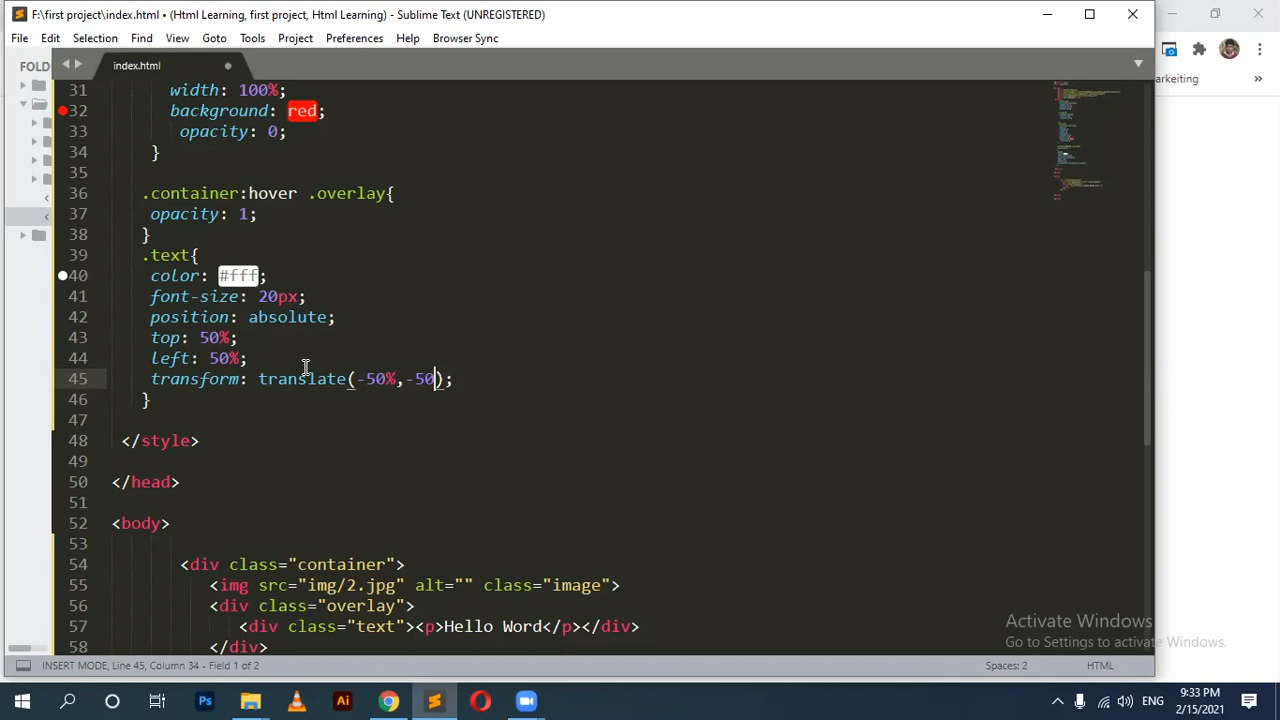 F:\first project\index.html • (Html Learning, first project, Html Learning) - Sublime Text (UNREGISTERED)
File Edit Selection Find View Goto Tools Project Preferences Help Browser Sync
FOLD
index.html
arkeiting
31 width: 100%;
32 background: red;
33 opacity: 0;
34 }
35
36 .container:hover .overlay{
37 opacity: 1;
38 }
39 .text{
40 color: #fff;
41 font-size: 20px;
42 position: absolute;
43 top: 50%;
44 left: 50%;
45 transform: translate(-50%,-50);
46 }
47
48 </style>
49
50 </head>
51
52 <body>
53
54 <div class="container">
55 <img src="img/2.jpg" alt="" class="image">
56 <div class="overlay">
57 <div class="text"><p>Hello Word</p></div>
58 </div>
Activate Windows
Go to Settings to activate Windows.
INSERT MODE, Line 45, Column 34 - Field 1 of 2 Spaces: 2 HTML
Ps Ai ENG 9:33 PM
2/15/2021